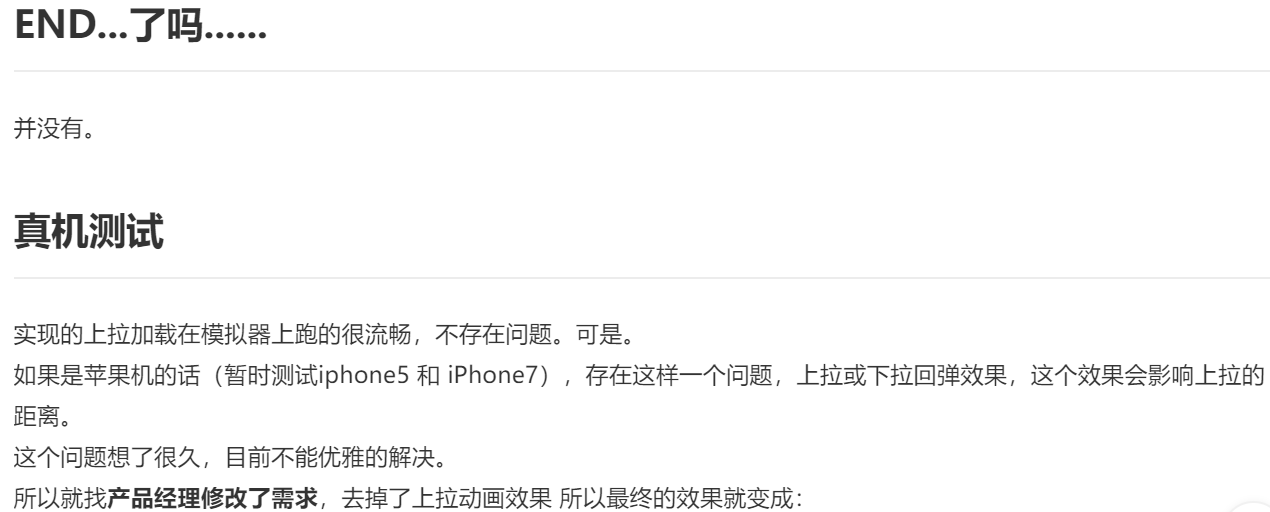 END...了吗......
并没有。
真机测试
实现的上拉加载在模拟器上跑的很流畅，不存在问题。可是。
如果是苹果机的话（暂时测试iphone5 和 iPhone7），存在这样一个问题，上拉或下拉回弹效果，这个效果会影响上拉的
距离。
这个问题想了很久，目前不能优雅的解决。
所以就找产品经理修改了需求，去掉了上拉动画效果 所以最终的效果就变成：